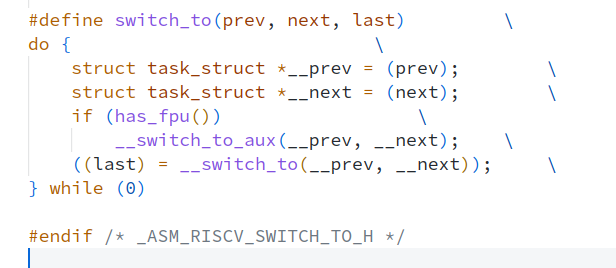 #define switch_to(prev, next, last) \
do { \
struct task_struct *__prev = (prev); \
struct task_struct *__next = (next); \
if (has_fpu()) \
__switch_to_aux(__prev, __next); \
((last) = __switch_to(__prev, __next)); \
} while (0)
#endif /* _ASM_RISCV_SWITCH_TO_H */